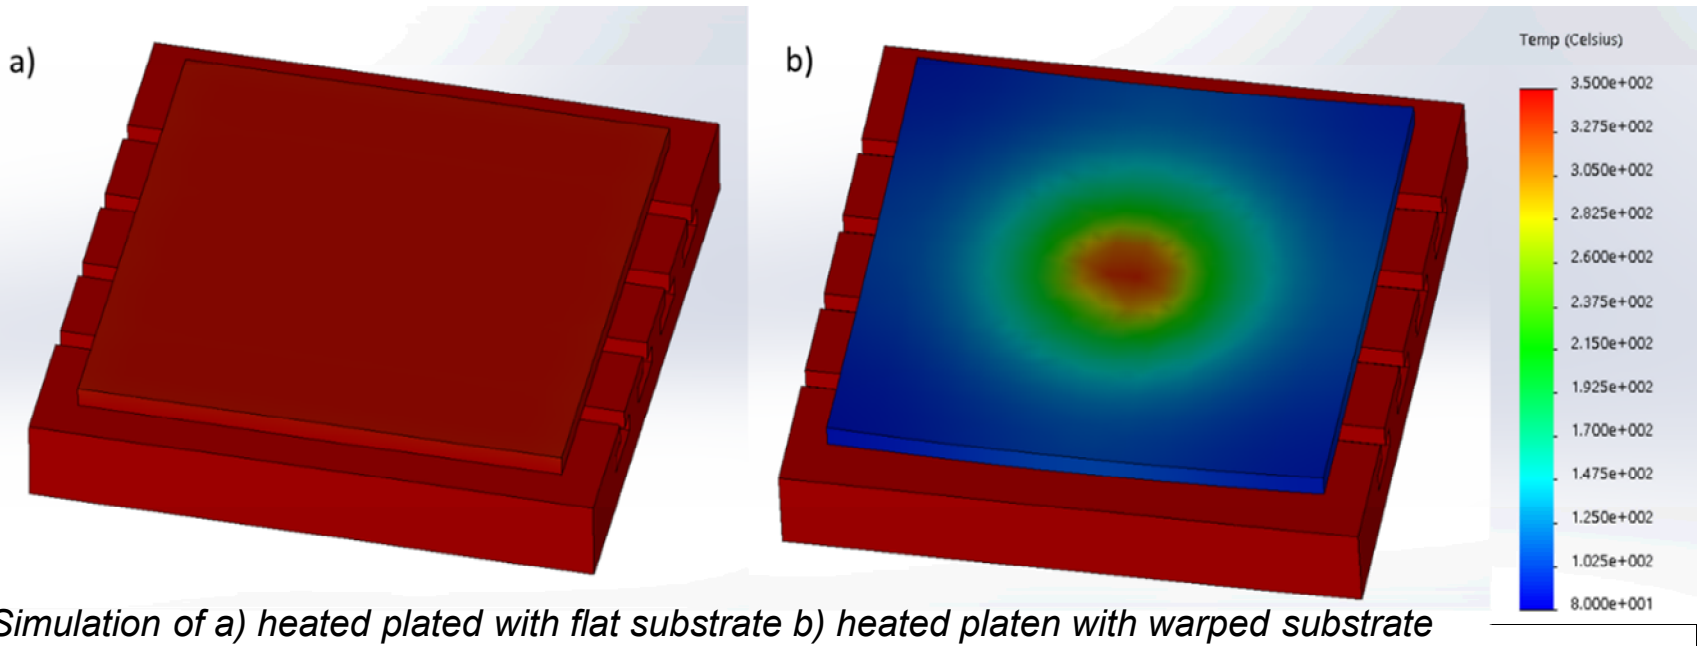 a)
b)
Temp (Celsius)
3.500e+002
3.275e+002
3.050e+002
2.825e+002
2.600e+002
2.375e+002
2.150e+002
1.925e+002
1.700e+002
1.475e+002
1.250e+002
1.025e+002
8.000e+001
Simulation of a) heated plated with flat substrate b) heated platen with warped substrate